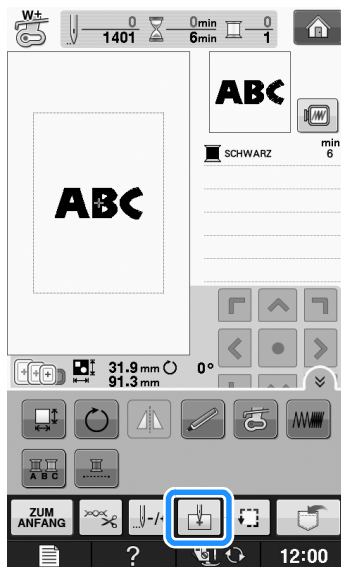 W+
0
1401
0min
6min
0
1
ABC
ABC
SCHWARZ
min
6
31.9 mm
91.3 mm
0°
A B C
ZUM ANFANG
-/+
?
12:00